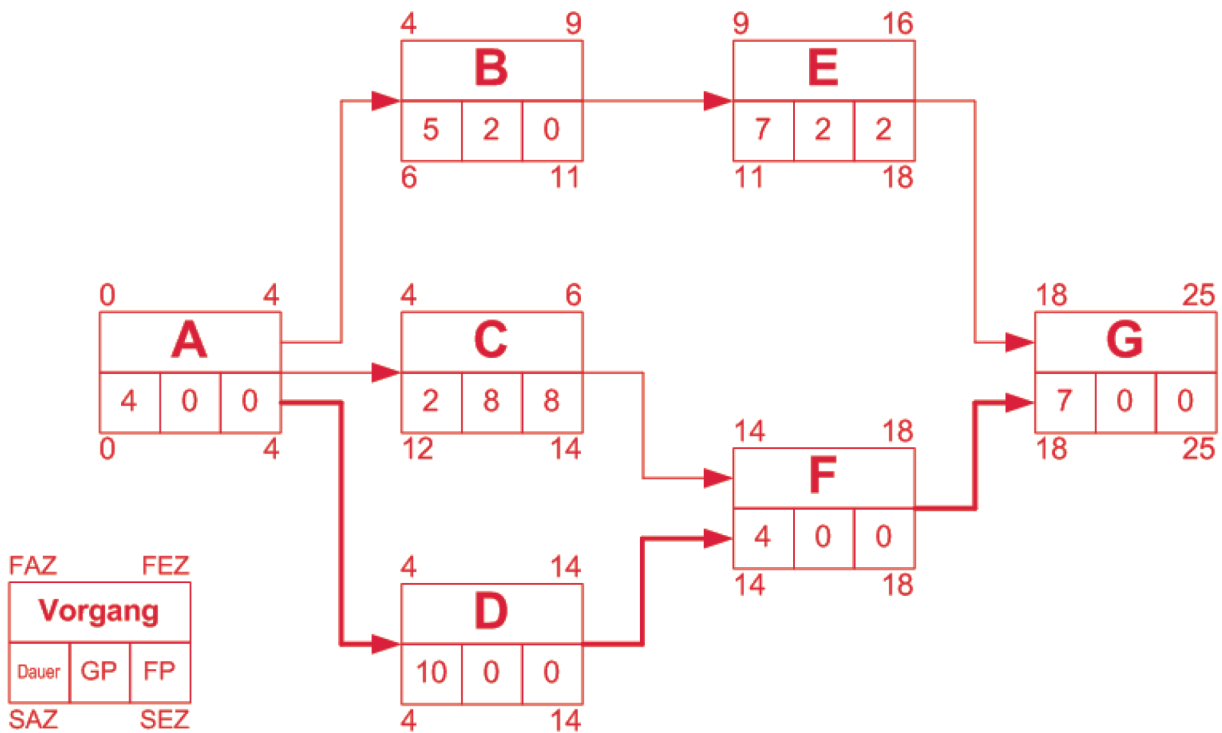 4 9
B
5 2 0
6 11
9 16
E
7 2 2
11 18
0 4
A
4 0 0
0 4
4 6
C
2 8 8
12 14
18 25
G
7 0 0
18 25
14 18
F
4 0 0
14 18
4 14
D
10 0 0
4 14
FAZ FEZ
Vorgang
Dauer GP FP
SAZ SEZ